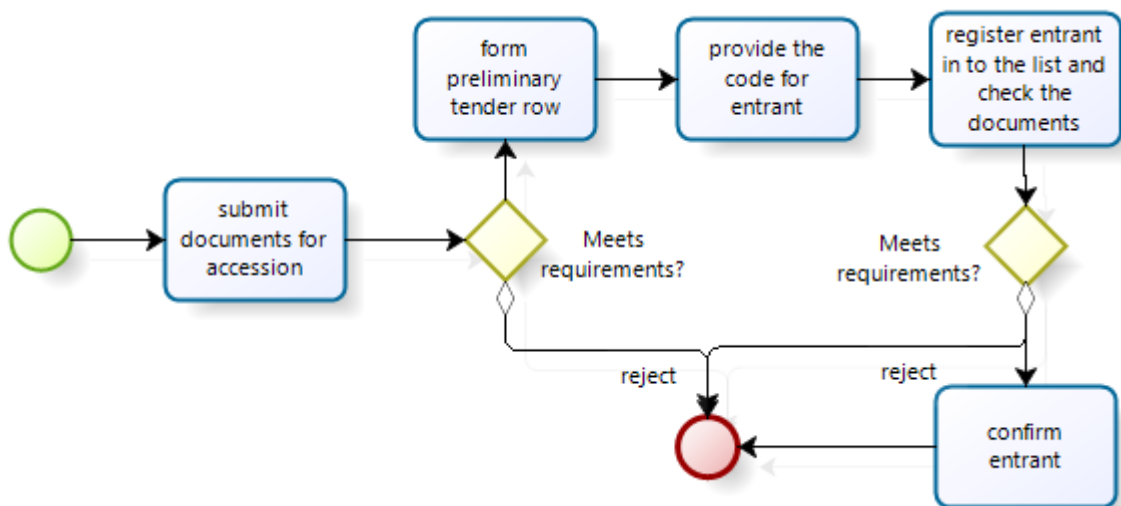 form
preliminary
tender row
provide the
code for
entrant
register entrant
in to the list and
check the
documents
submit
documents for
accession
Meets
requirements?
Meets
requirements?
reject
reject
confirm
entrant